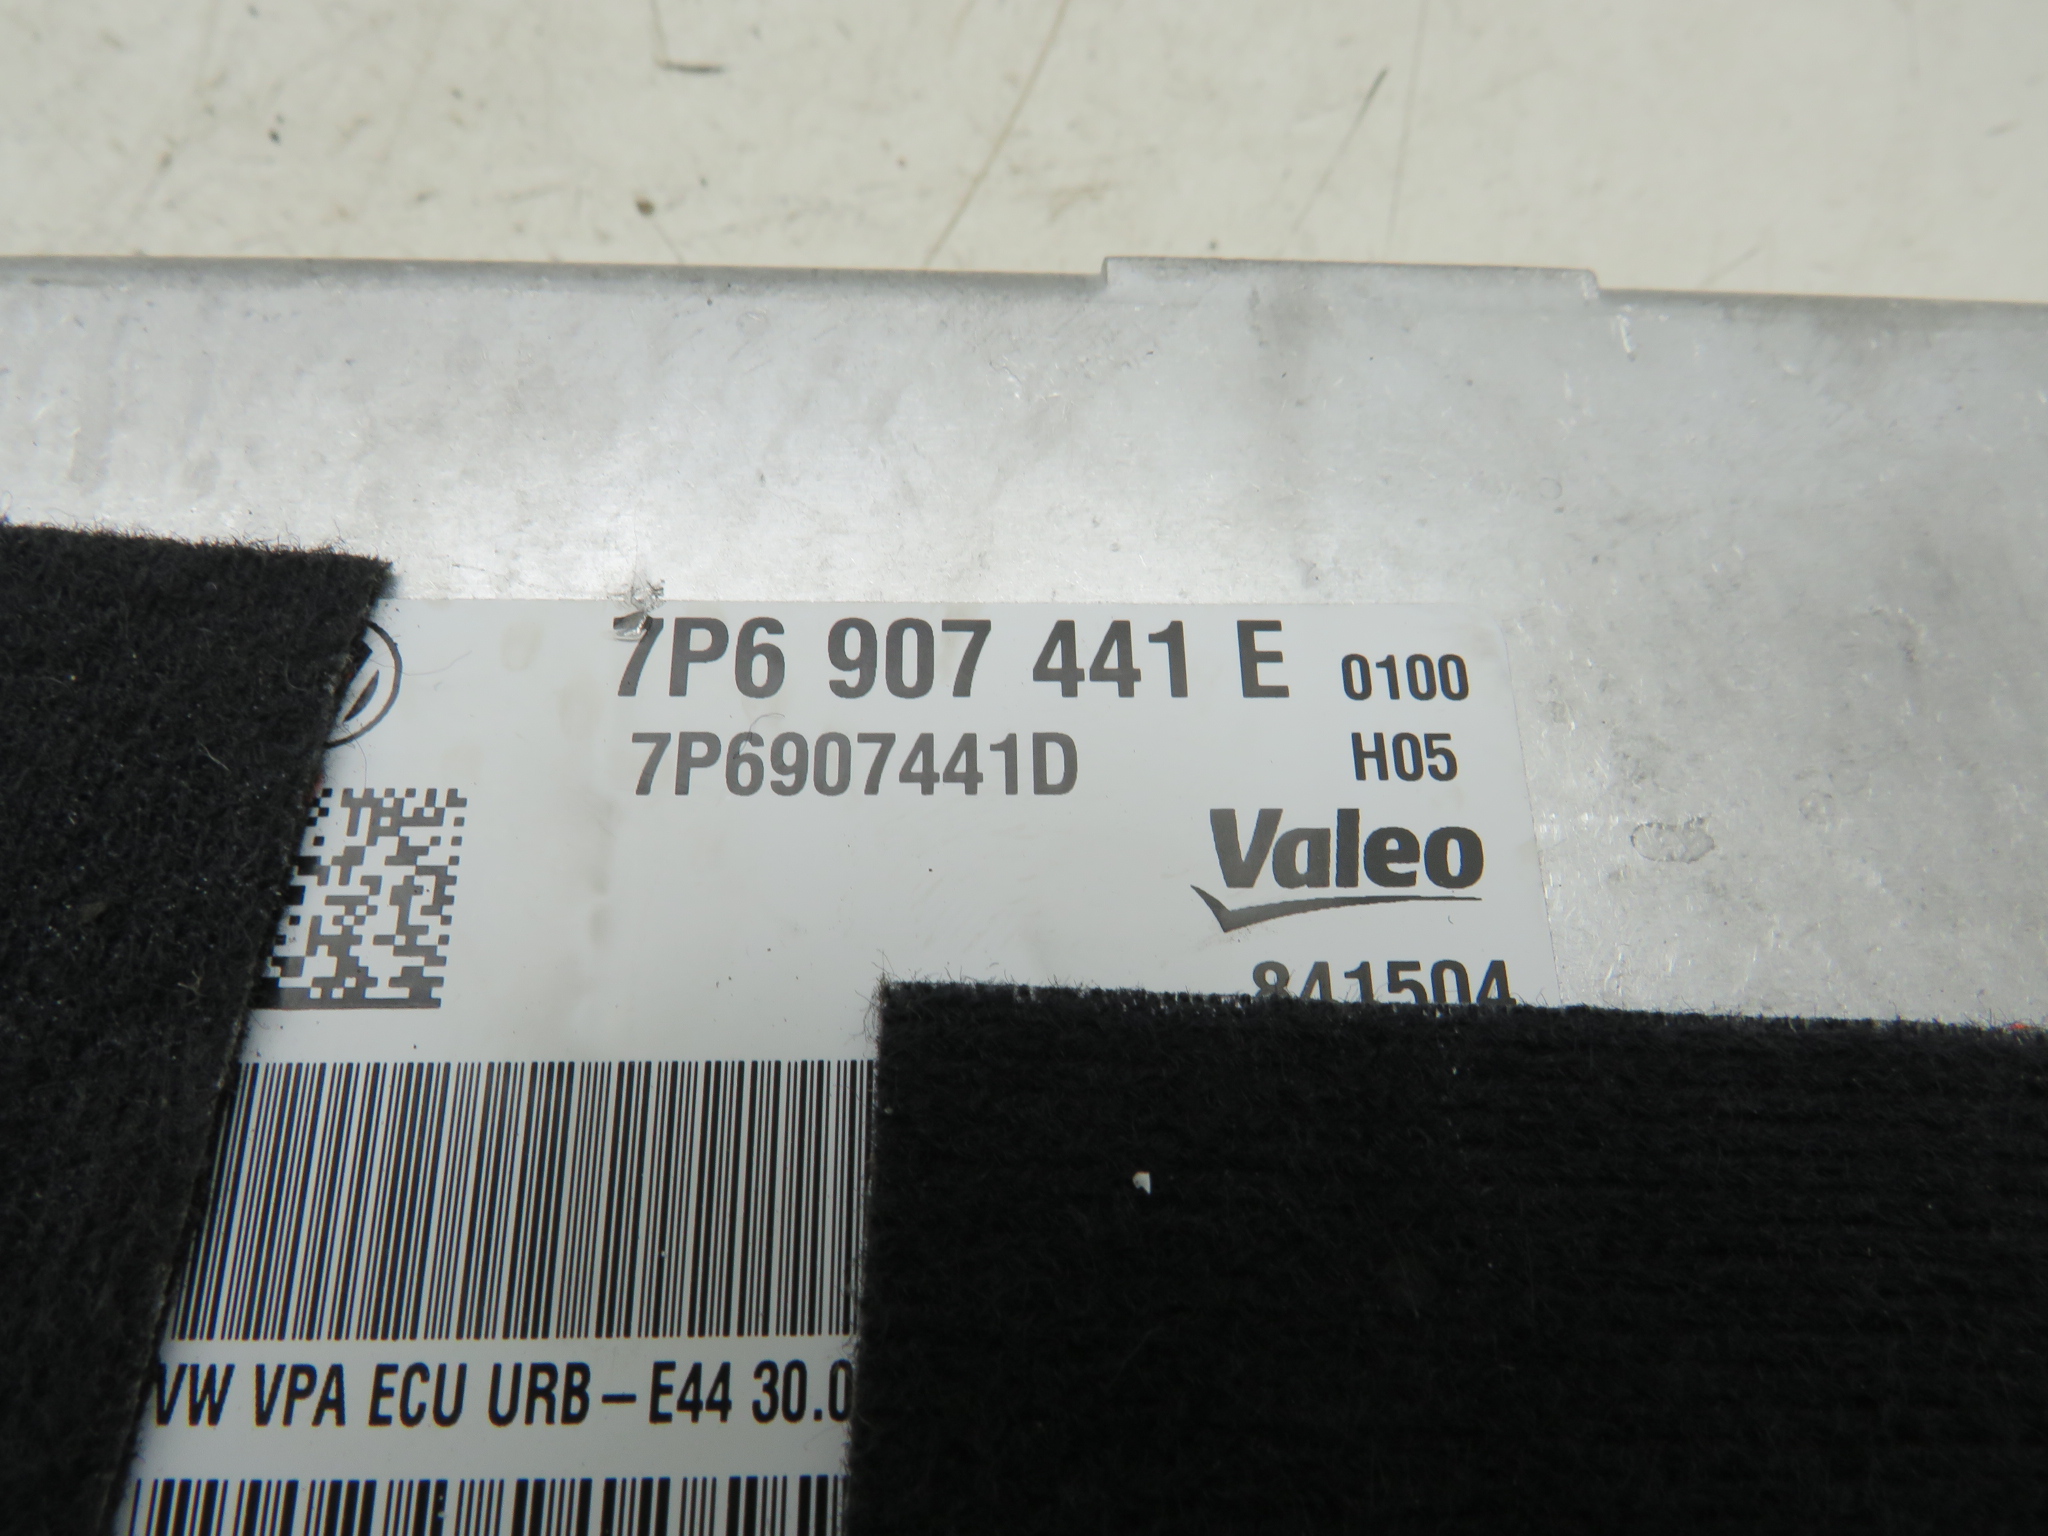 7P6 907 441 E 0100
7P6907441D H05
Valeo
841504
VW VPA ECU URB-E44 30.0